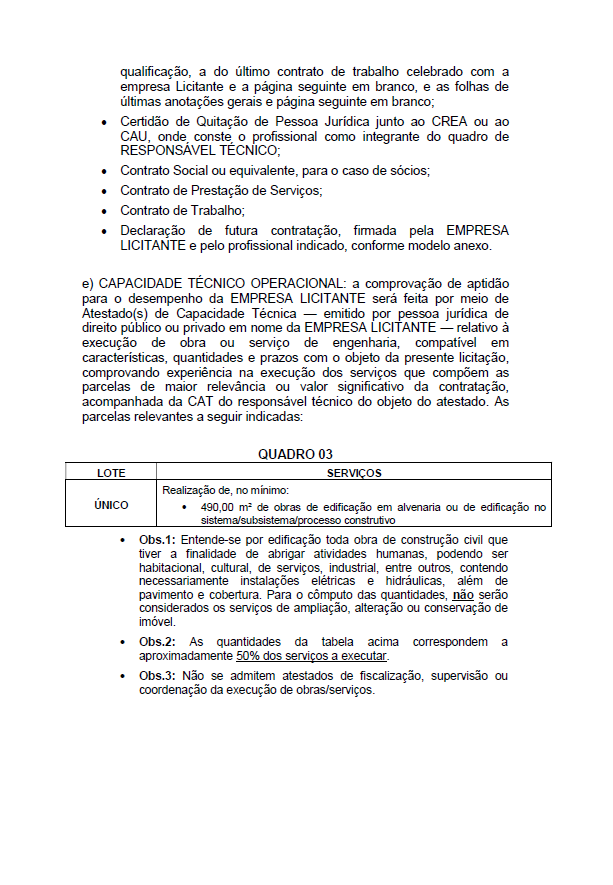 qualificação, a do último contrato de trabalho celebrado com a
empresa Licitante e a página seguinte em branco, e as folhas de
últimas anotações gerais e página seguinte em branco;
• Certidão de Quitação de Pessoa Jurídica junto ao CREA ou ao
CAU, onde conste o profissional como integrante do quadro de
RESPONSÁVEL TÉCNICO;
• Contrato Social ou equivalente, para o caso de sócios;
• Contrato de Prestação de Serviços;
• Contrato de Trabalho;
• Declaração de futura contratação, firmada pela EMPRESA
LICITANTE e pelo profissional indicado, conforme modelo anexo.
e) CAPACIDADE TÉCNICO OPERACIONAL: a comprovação de aptidão
para o desempenho da EMPRESA LICITANTE será feita por meio de
Atestado(s) de Capacidade Técnica — emitido por pessoa jurídica de
direito público ou privado em nome da EMPRESA LICITANTE — relativo à
execução de obra ou serviço de engenharia, compatível em
características, quantidades e prazos com o objeto da presente licitação,
comprovando experiência na execução dos serviços que compõem as
parcelas de maior relevância ou valor significativo da contratação,
acompanhada da CAT do responsável técnico do objeto do atestado. As
parcelas relevantes a seguir indicadas:
QUADRO 03
LOTE SERVIÇOS
ÚNICO
Realização de, no mínimo:
• 490,00 m² de obras de edificação em alvenaria ou de edificação no
sistema/subsistema/processo construtivo
• Obs.1: Entende-se por edificação toda obra de construção civil que
tiver a finalidade de abrigar atividades humanas, podendo ser
habitacional, cultural, de serviços, industrial, entre outros, contendo
necessariamente instalações elétricas e hidráulicas, além de
pavimento e cobertura. Para o cômputo das quantidades, não serão
considerados os serviços de ampliação, alteração ou conservação de
imóvel.
• Obs.2: As quantidades da tabela acima correspondem a
aproximadamente 50% dos serviços a executar.
• Obs.3: Não se admitem atestados de fiscalização, supervisão ou
coordenação da execução de obras/serviços.